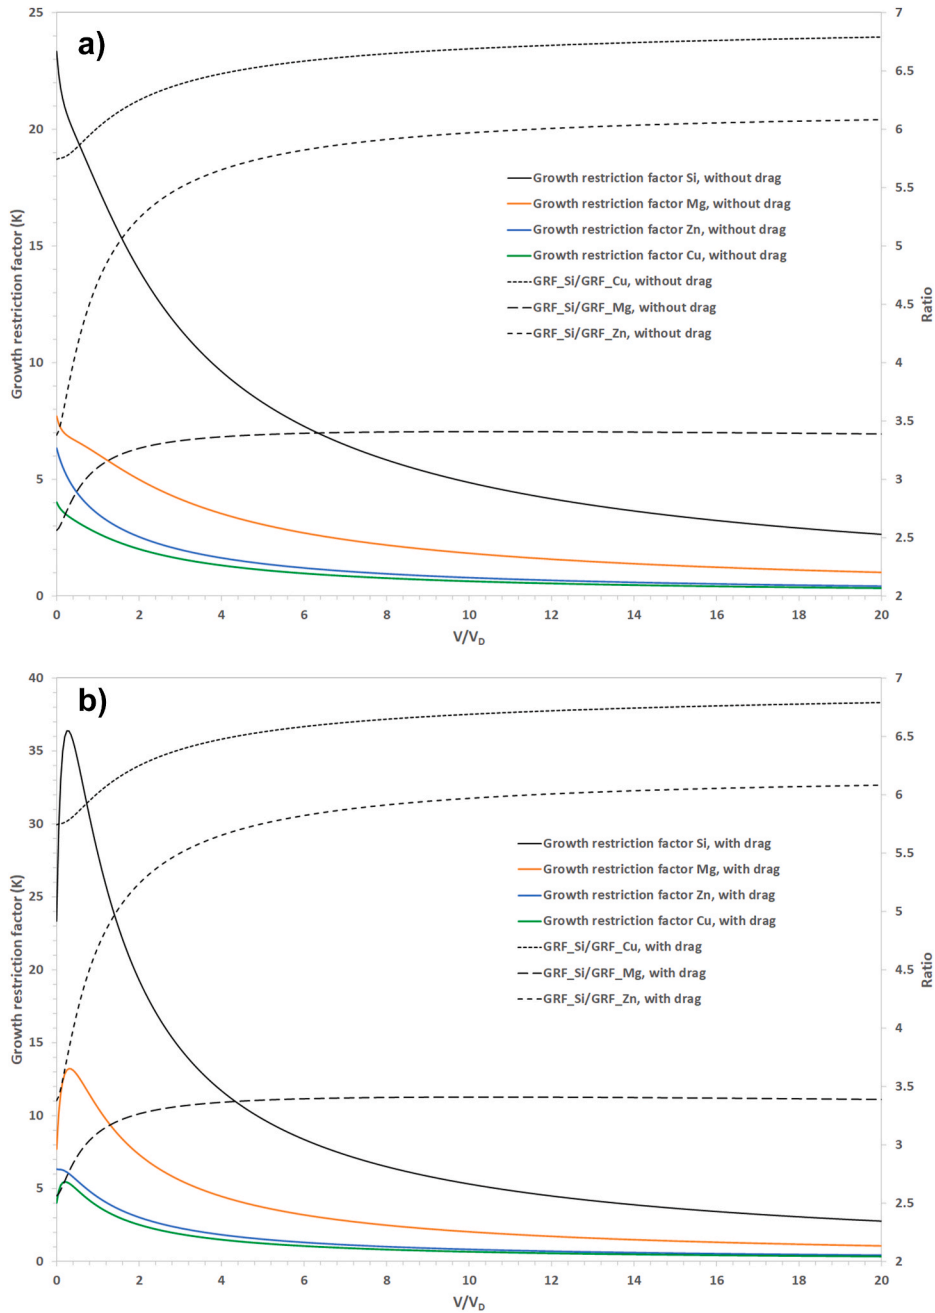 a)
25
20
15
10
5
0
Growth restriction factor (K)
7
6.5
6
5.5
5
4.5
4
3.5
3
2.5
2
Ratio
Growth restriction factor Si, without drag
Growth restriction factor Mg, without drag
Growth restriction factor Zn, without drag
Growth restriction factor Cu, without drag
GRF_Si/GRF_Cu, without drag
GRF_Si/GRF_Mg, without drag
GRF_Si/GRF_Zn, without drag
0 2 4 6 8 10 12 14 16 18 20
V/VD
b)
40
35
30
25
20
15
10
5
0
Growth restriction factor (K)
7
6.5
6
5.5
5
4.5
4
3.5
3
2.5
2
Ratio
Growth restriction factor Si, with drag
Growth restriction factor Mg, with drag
Growth restriction factor Zn, with drag
Growth restriction factor Cu, with drag
GRF_Si/GRF_Cu, with drag
GRF_Si/GRF_Mg, with drag
GRF_Si/GRF_Zn, with drag
0 2 4 6 8 10 12 14 16 18 20
V/VD